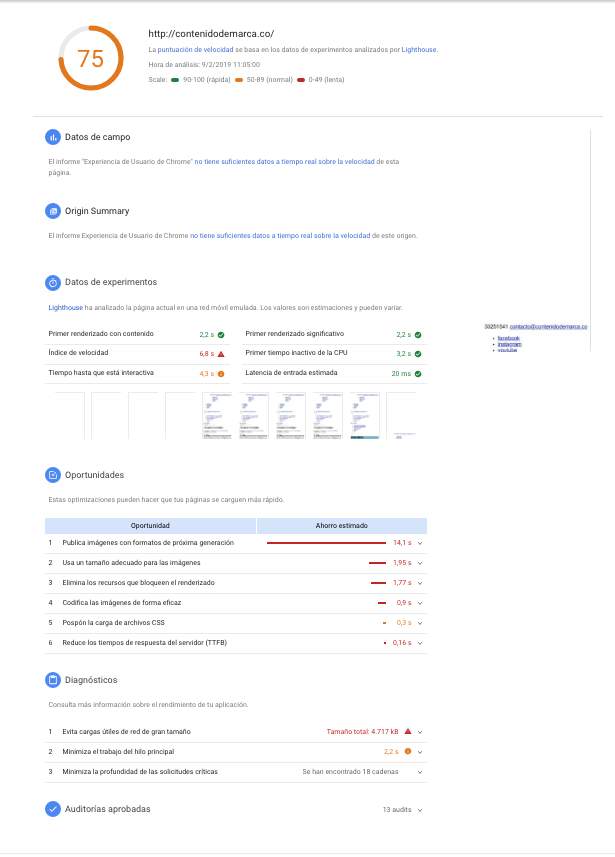 75
http://contenidodemarca.co/
La puntuación de velocidad se basa en los datos de experimentos analizados por Lighthouse.
Hora de análisis: 9/2/2019 11:05:00
Scale: 90-100 (rápida) 50-89 (normal) 0-49 (lenta)
Datos de campo
El informe "Experiencia de Usuario de Chrome" no tiene suficientes datos a tiempo real sobre la velocidad de esta
página.
Origin Summary
El informe Experiencia de Usuario de Chrome no tiene suficientes datos a tiempo real sobre la velocidad de este origen.
Datos de experimentos
Lighthouse ha analizado la página actual en una red móvil emulada. Los valores son estimaciones y pueden variar.
30251541 contacto@contenidodemarca.co
facebook
instagram
youtube
Primer renderizado con contenido 2,2 s
Primer renderizado significativo 2,2 s
Índice de velocidad 6,8 s
Primer tiempo inactivo de la CPU 3,2 s
Tiempo hasta que está interactiva 4,3 s
Latencia de entrada estimada 20 ms
Oportunidades
Estas optimizaciones pueden hacer que tus páginas se carguen más rápido.
Oportunidad Ahorro estimado
1 Publica imágenes con formatos de próxima generación 14,1 s
2 Usa un tamaño adecuado para las imágenes 1,95 s
3 Elimina los recursos que bloqueen el renderizado 1,77 s
4 Codifica las imágenes de forma eficaz 0,9 s
5 Pospón la carga de archivos CSS 0,3 s
6 Reduce los tiempos de respuesta del servidor (TTFB) 0,16 s
Diagnósticos
Consulta más información sobre el rendimiento de tu aplicación.
1 Evita cargas útiles de red de gran tamaño Tamaño total: 4.717 kB
2 Minimiza el trabajo del hilo principal 2,2 s
3 Minimiza la profundidad de las solicitudes críticas Se han encontrado 18 cadenas
Auditorías aprobadas 13 audits